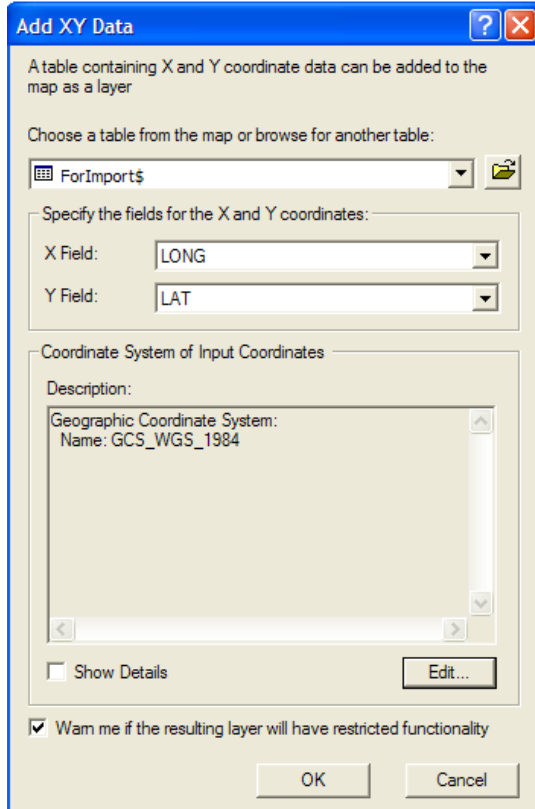 Add XY Data
A table containing X and Y coordinate data can be added to the
map as a layer
Choose a table from the map or browse for another table:
ForImport$
Specify the fields for the X and Y coordinates:
X Field:
LONG
Y Field:
LAT
Coordinate System of Input Coordinates
Description:
Geographic Coordinate System:
Name: GCS_WGS_1984
Show Details
Edit...
Warn me if the resulting layer will have restricted functionality
OK
Cancel